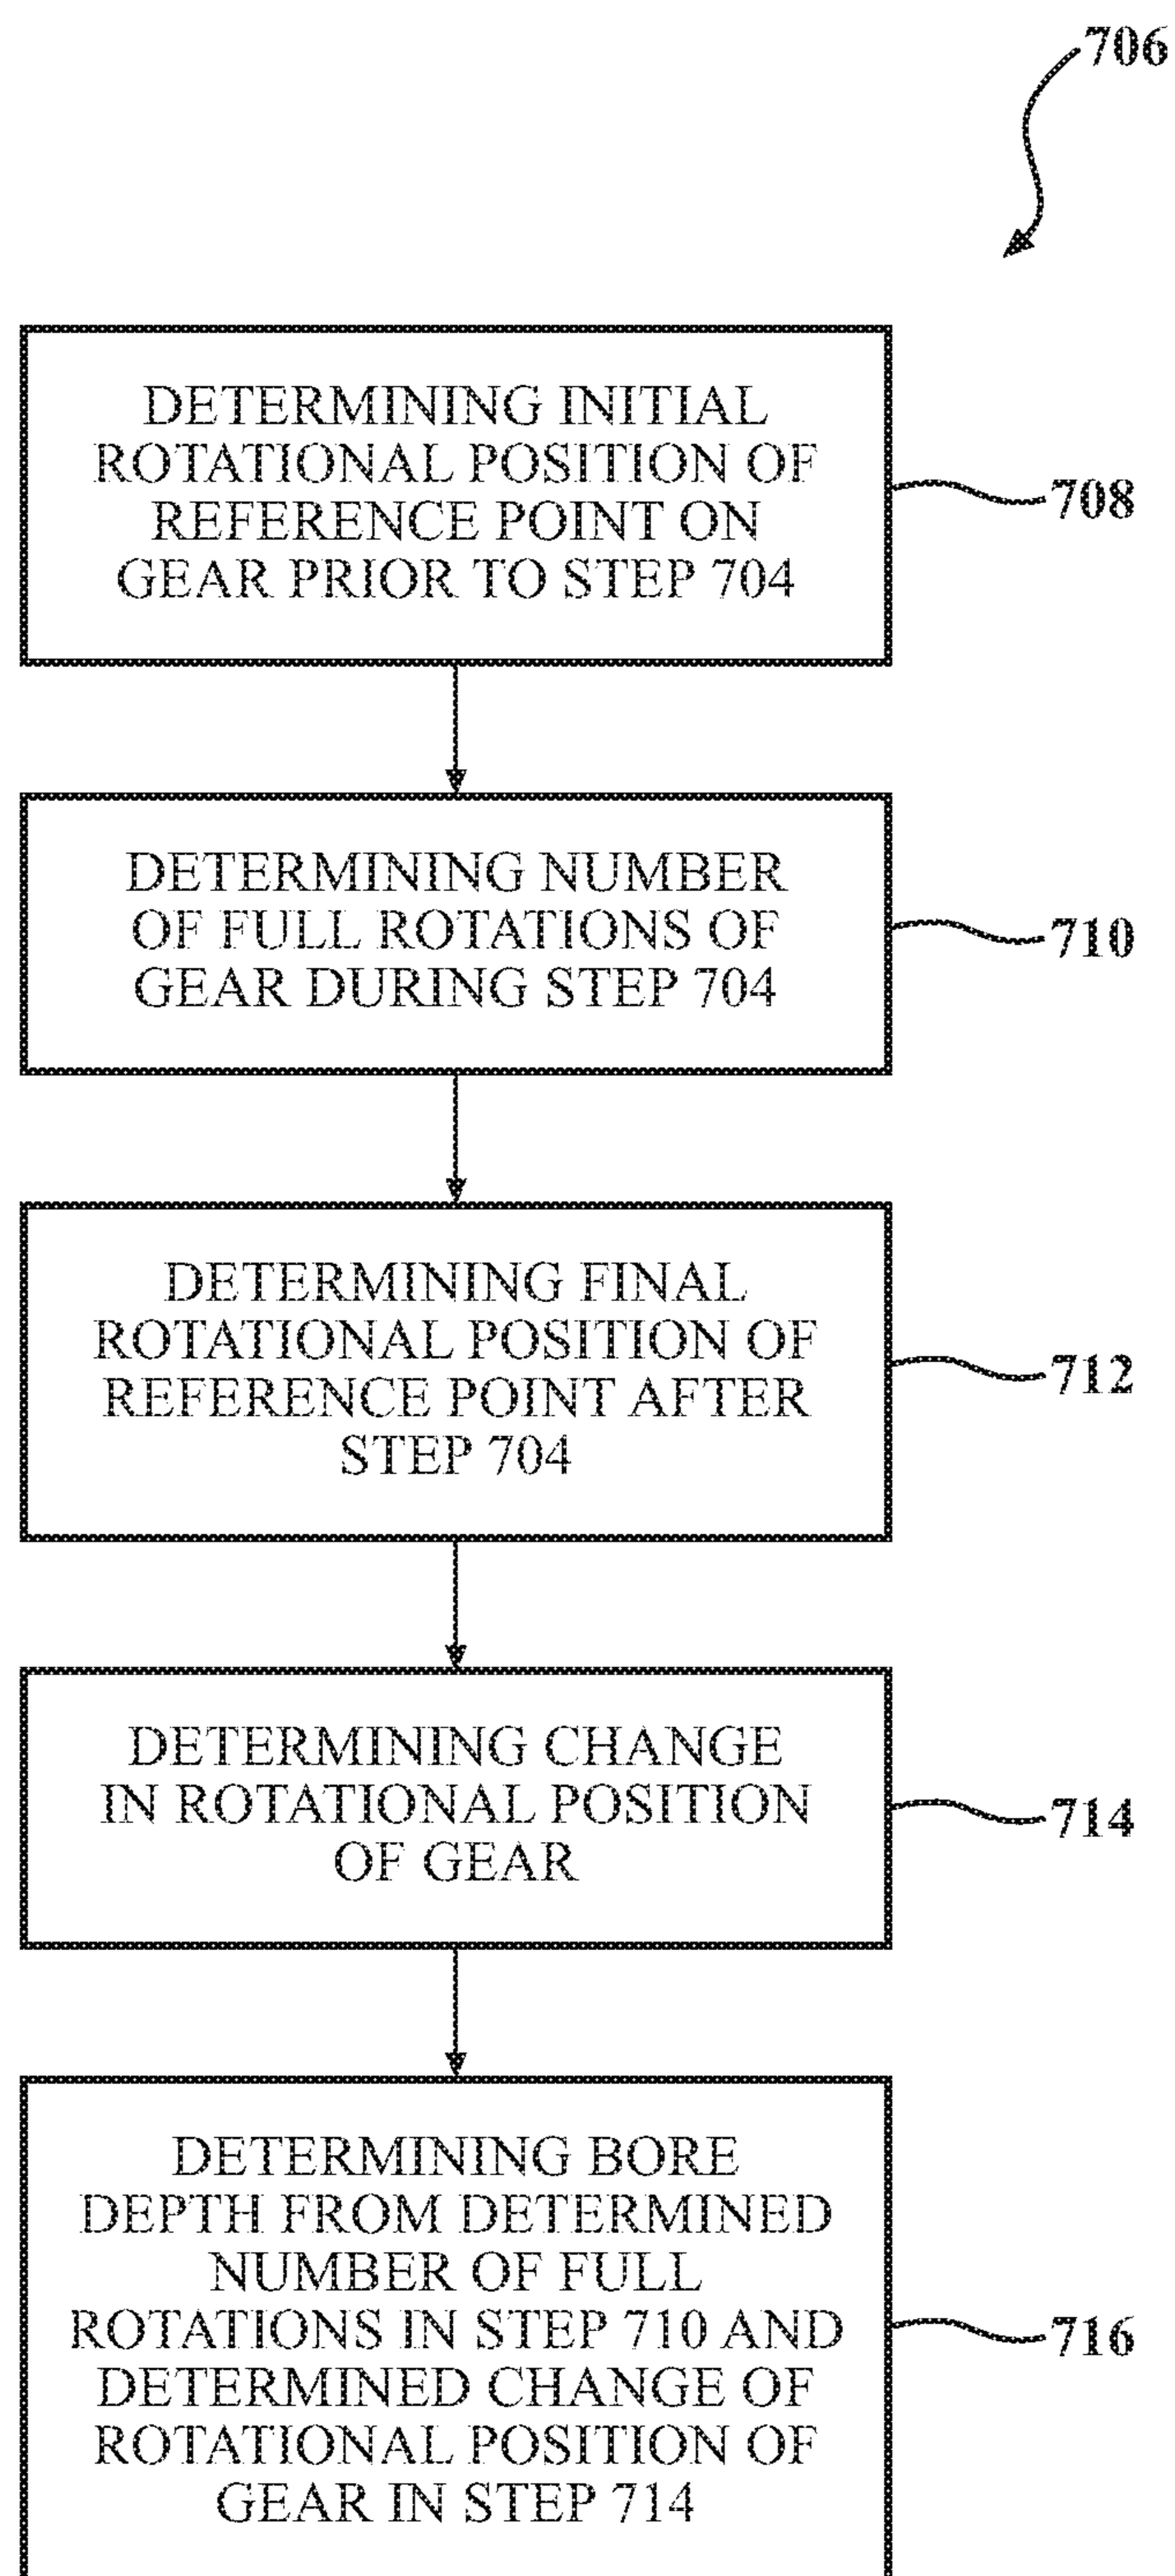 706
DETERMINING INITIAL
ROTATIONAL POSITION OF
REFERENCE POINT ON
GEAR PRIOR TO STEP 704
708
DETERMINING NUMBER
OF FULL ROTATIONS OF
GEAR DURING STEP 704
710
DETERMINING FINAL
ROTATIONAL POSITION OF
REFERENCE POINT AFTER
STEP 704
712
DETERMINING CHANGE
IN ROTATIONAL POSITION
OF GEAR
714
DETERMINING BORE
DEPTH FROM DETERMINED
NUMBER OF FULL
ROTATIONS IN STEP 710 AND
DETERMINED CHANGE OF
ROTATIONAL POSITION OF
GEAR IN STEP 714
716